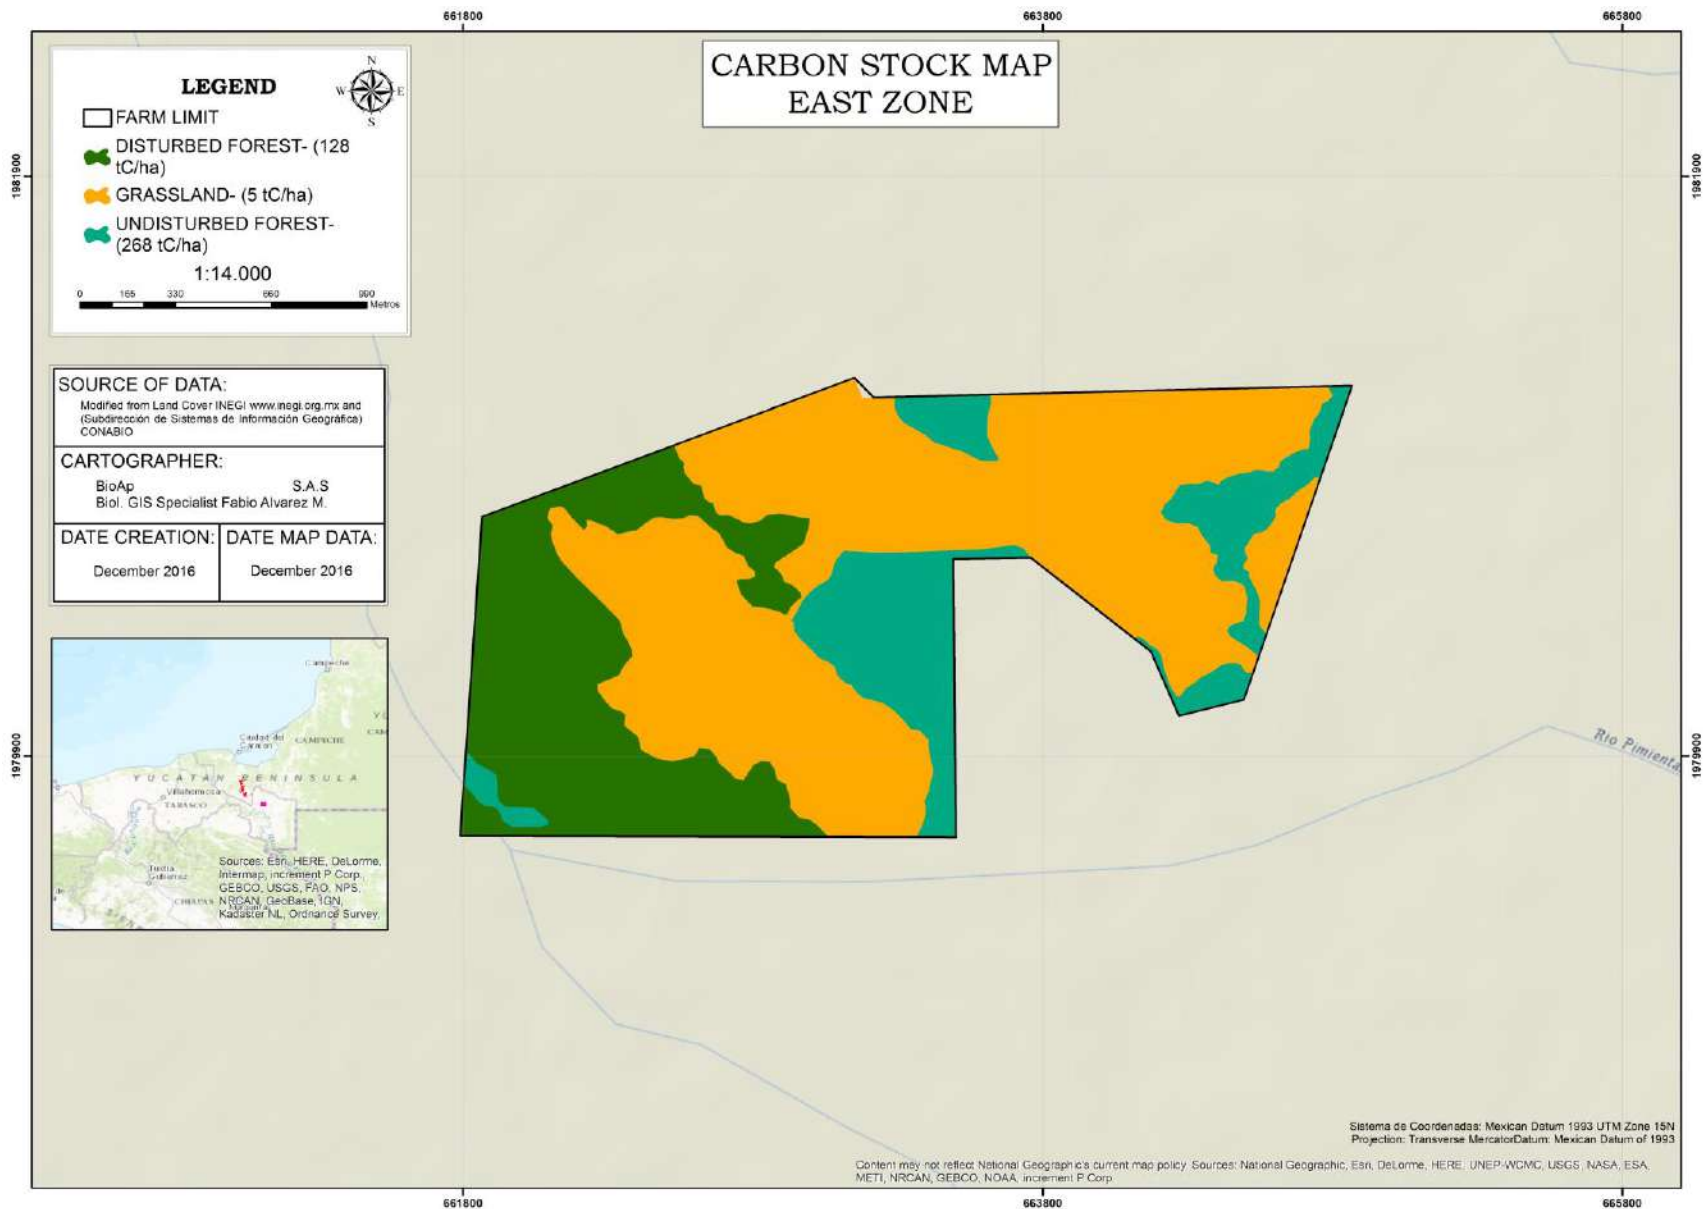 661800 663800 665800
CARBON STOCK MAP
EAST ZONE
LEGEND
N
W E
S
FARM LIMIT
DISTURBED FOREST- (128
tC/ha)
GRASSLAND- (5 tC/ha)
UNDISTURBED FOREST-
(268 tC/ha)
1:14.000
0 165 330 660 990
Metros
1981900 1981900
SOURCE OF DATA:
Modified from Land Cover INEGI www.inegi.org.mx and
(Subdirección de Sistemas de Información Geográfica)
CONABIO
CARTOGRAPHER:
BioAp S.A.S
Biol. GIS Specialist Fabio Alvarez M.
DATE CREATION: DATE MAP DATA:
December 2016 December 2016
1979900 1979900
Rio Pimienta
Campeche
Ciudad del
Carmen
CAMPECHE
YUCATAN PENINSULA
Villahermosa
TABASCO
Tuxtla
Gutiérrez
CHIAPAS
Sources: Esri, HERE, DeLorme,
Intermap, increment P Corp.,
GEBCO, USGS, FAO, NPS,
NRCAN, GeoBase, IGN,
Kadaster NL, Ordnance Survey,
Sistema de Coordenadas: Mexican Datum 1993 UTM Zone 15N
Projection: Transverse MercatorDatum: Mexican Datum of 1993
Content may not reflect National Geographic's current map policy. Sources: National Geographic, Esri, DeLorme, HERE, UNEP-WCMC, USGS, NASA, ESA,
METI, NRCAN, GEBCO, NOAA, increment P Corp.
661800 663800 665800